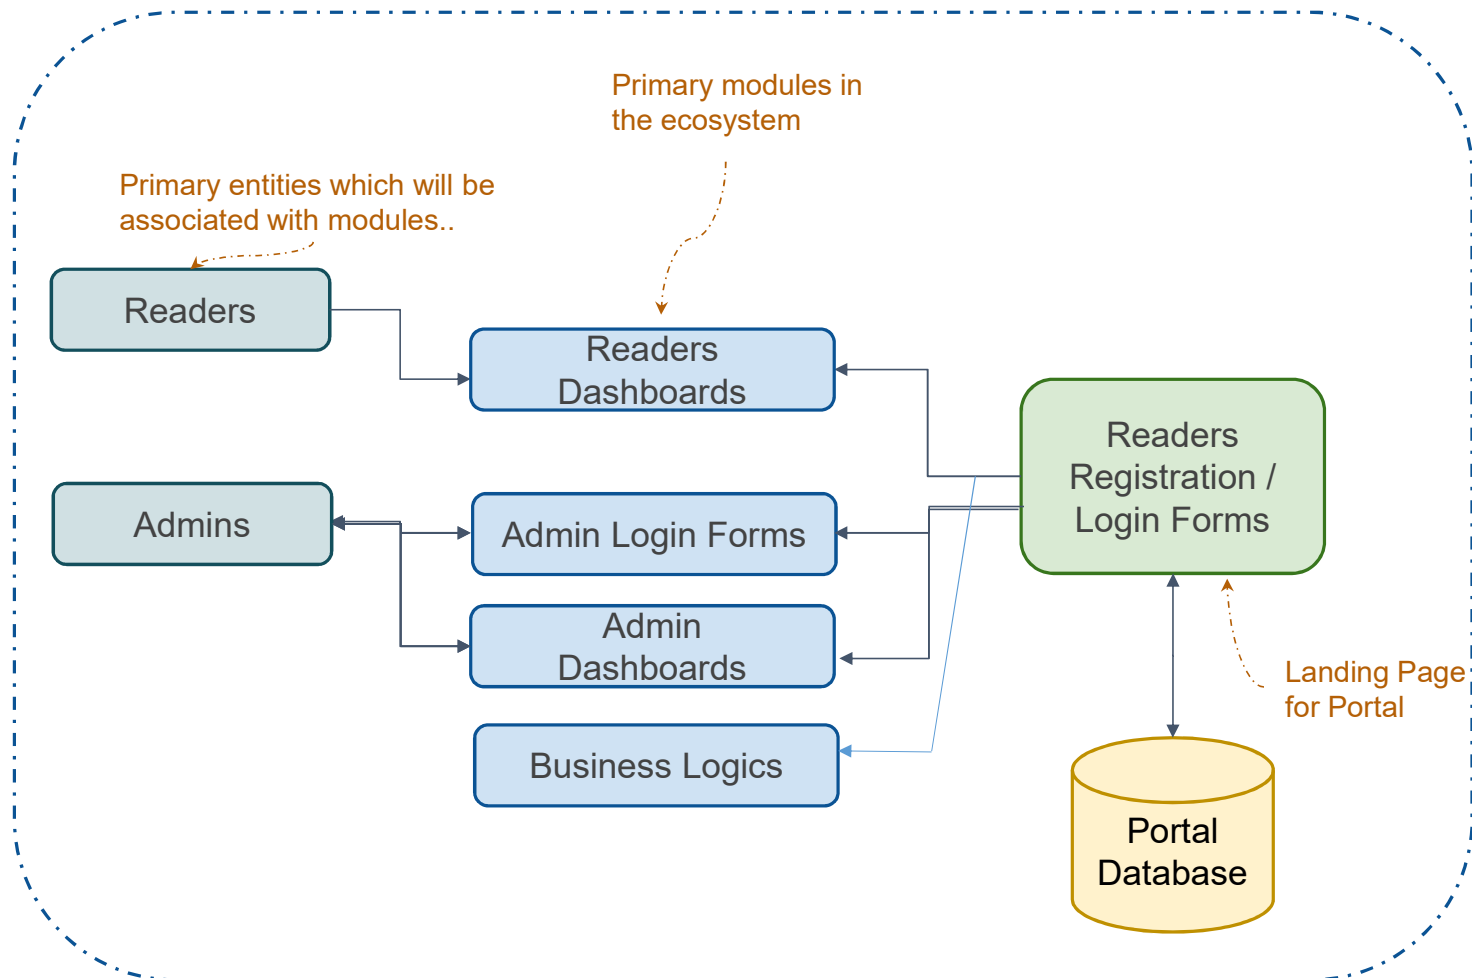 Primary modules in
the ecosystem
Primary entities which will be
associated with modules..
Readers
Readers
Dashboards
Readers
Registration /
Login Forms
Admins
Admin Login Forms
Admin
Dashboards
Landing Page
for Portal
Business Logics
Portal
Database